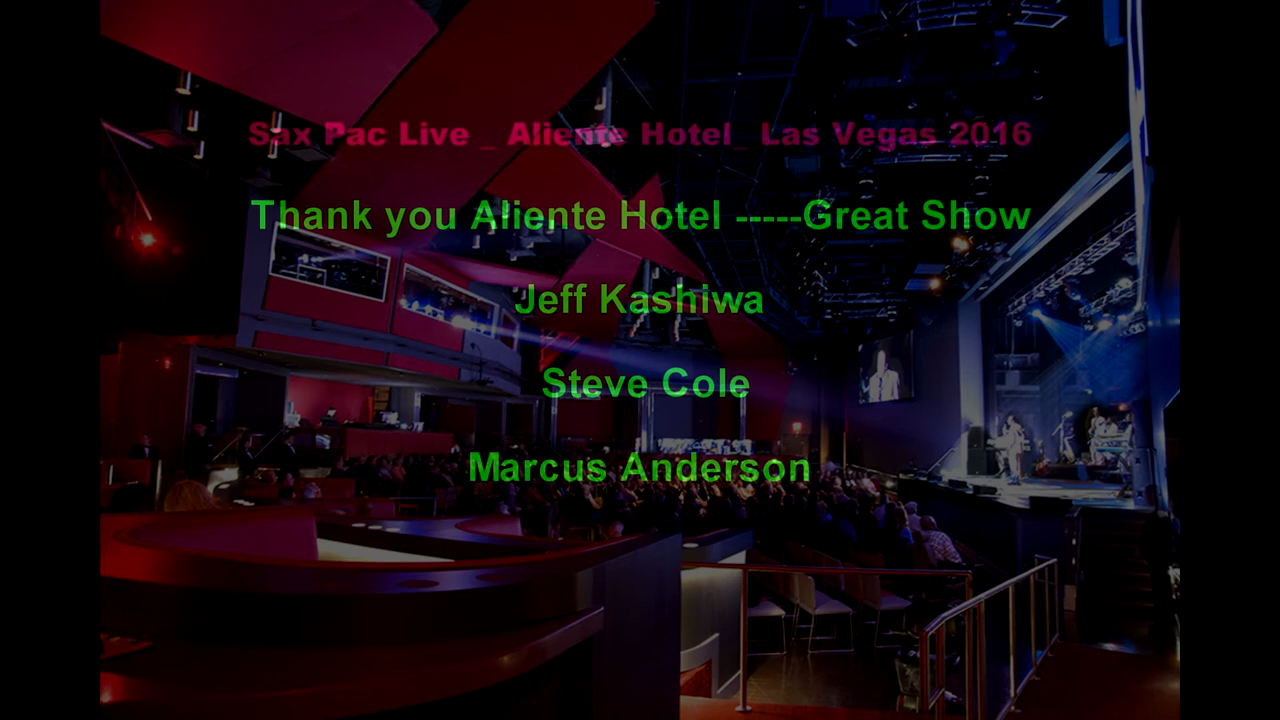 Sax Pac Live _ Aliente Hotel_ Las Vegas 2016
Thank you Aliente Hotel -----Great Show
Jeff Kashiwa
Steve Cole
Marcus Anderson